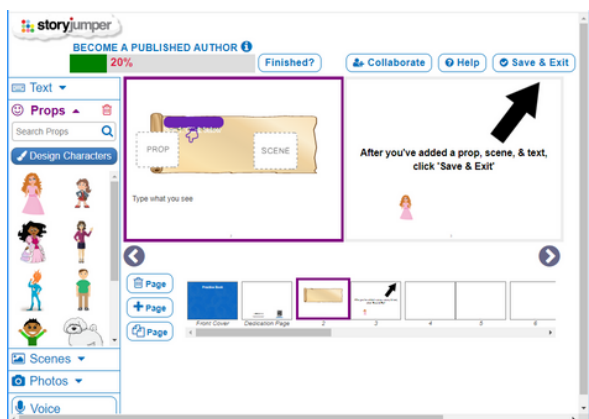 storyjumper
BECOME A PUBLISHED AUTHOR
20%
Finished?
Collaborate
Help
Save & Exit
Text
Props
Search Props
Design Characters
Scenes
Photos
Voice
PROP
SCENE
Type what you see
After you've added a prop, scene, & text,
click 'Save & Exit'
Page
Page
Page
Front Cover
Dedication Page
2
3
4
5
6